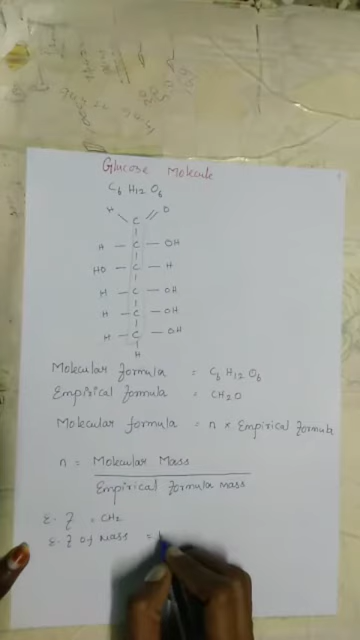 Glucose Molecule
C6 H12 O6
H O
C
H — C — OH
HO — C — H
H — C — OH
H — C — OH
H — C — OH
H
Molecular formula = C6 H12 O6
Empirical formula = CH2O
Molecular formula = n × Empirical Formula
n = Molecular Mass
Empirical Formula Mass
E. F = CH2
E. F of Mass =